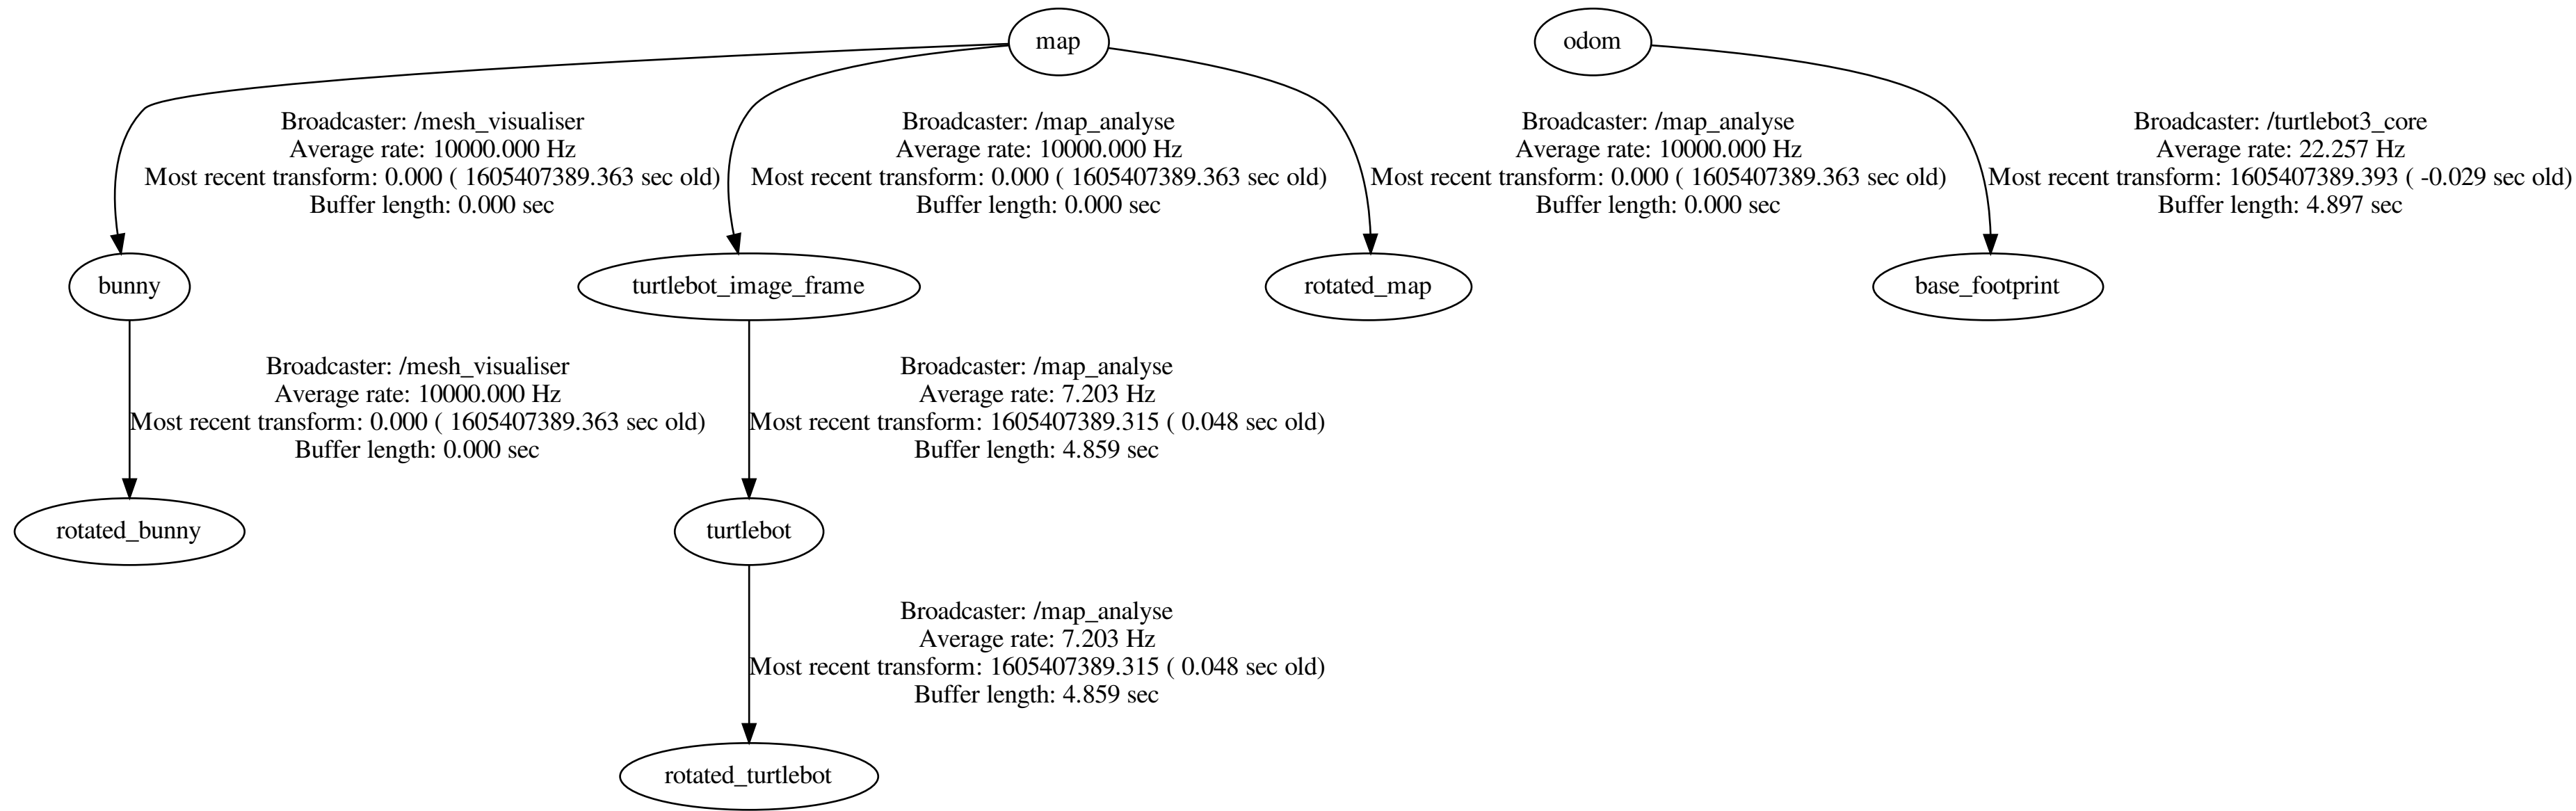 map
odom
Broadcaster: /mesh_visualiser
Average rate: 10000.000 Hz
Most recent transform: 0.000 ( 1605407389.363 sec old)
Buffer length: 0.000 sec
Broadcaster: /map_analyse
Average rate: 10000.000 Hz
Most recent transform: 0.000 ( 1605407389.363 sec old)
Buffer length: 0.000 sec
Broadcaster: /map_analyse
Average rate: 10000.000 Hz
Most recent transform: 0.000 ( 1605407389.363 sec old)
Buffer length: 0.000 sec
Broadcaster: /turtlebot3_core
Average rate: 22.257 Hz
Most recent transform: 1605407389.393 ( -0.029 sec old)
Buffer length: 4.897 sec
bunny
turtlebot_image_frame
rotated_map
base_footprint
Broadcaster: /mesh_visualiser
Average rate: 10000.000 Hz
Most recent transform: 0.000 ( 1605407389.363 sec old)
Buffer length: 0.000 sec
Broadcaster: /map_analyse
Average rate: 7.203 Hz
Most recent transform: 1605407389.315 ( 0.048 sec old)
Buffer length: 4.859 sec
rotated_bunny
turtlebot
Broadcaster: /map_analyse
Average rate: 7.203 Hz
Most recent transform: 1605407389.315 ( 0.048 sec old)
Buffer length: 4.859 sec
rotated_turtlebot